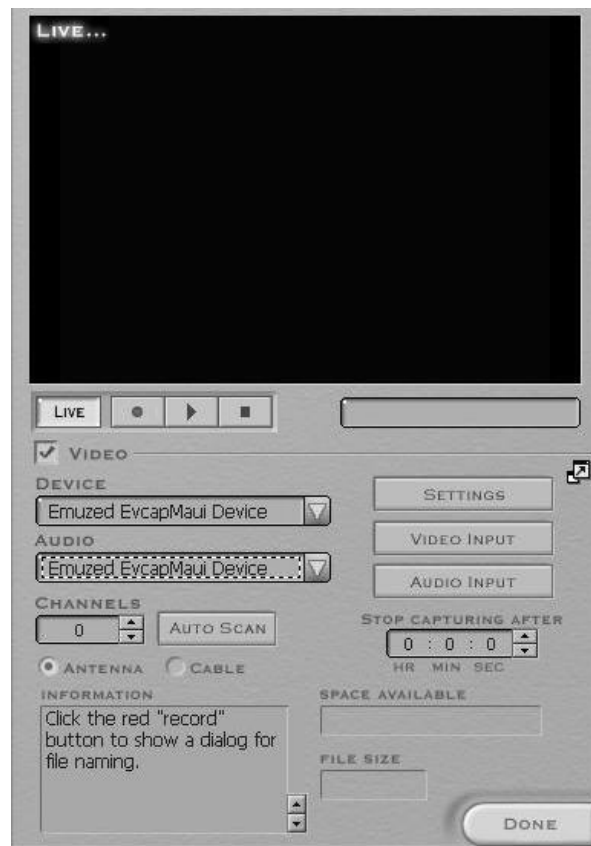 LIVE...
LIVE
VIDEO
DEVICE
Emuzed EvcapMaui Device
SETTINGS
AUDIO
VIDEO INPUT
Emuzed EvcapMaui Device
AUDIO INPUT
CHANNELS
0
AUTO SCAN
STOP CAPTURING AFTER
0 : 0 : 0
HR MIN SEC
ANTENNA
CABLE
INFORMATION
Click the red "record"
button to show a dialog for
file naming.
SPACE AVAILABLE
FILE SIZE
DONE